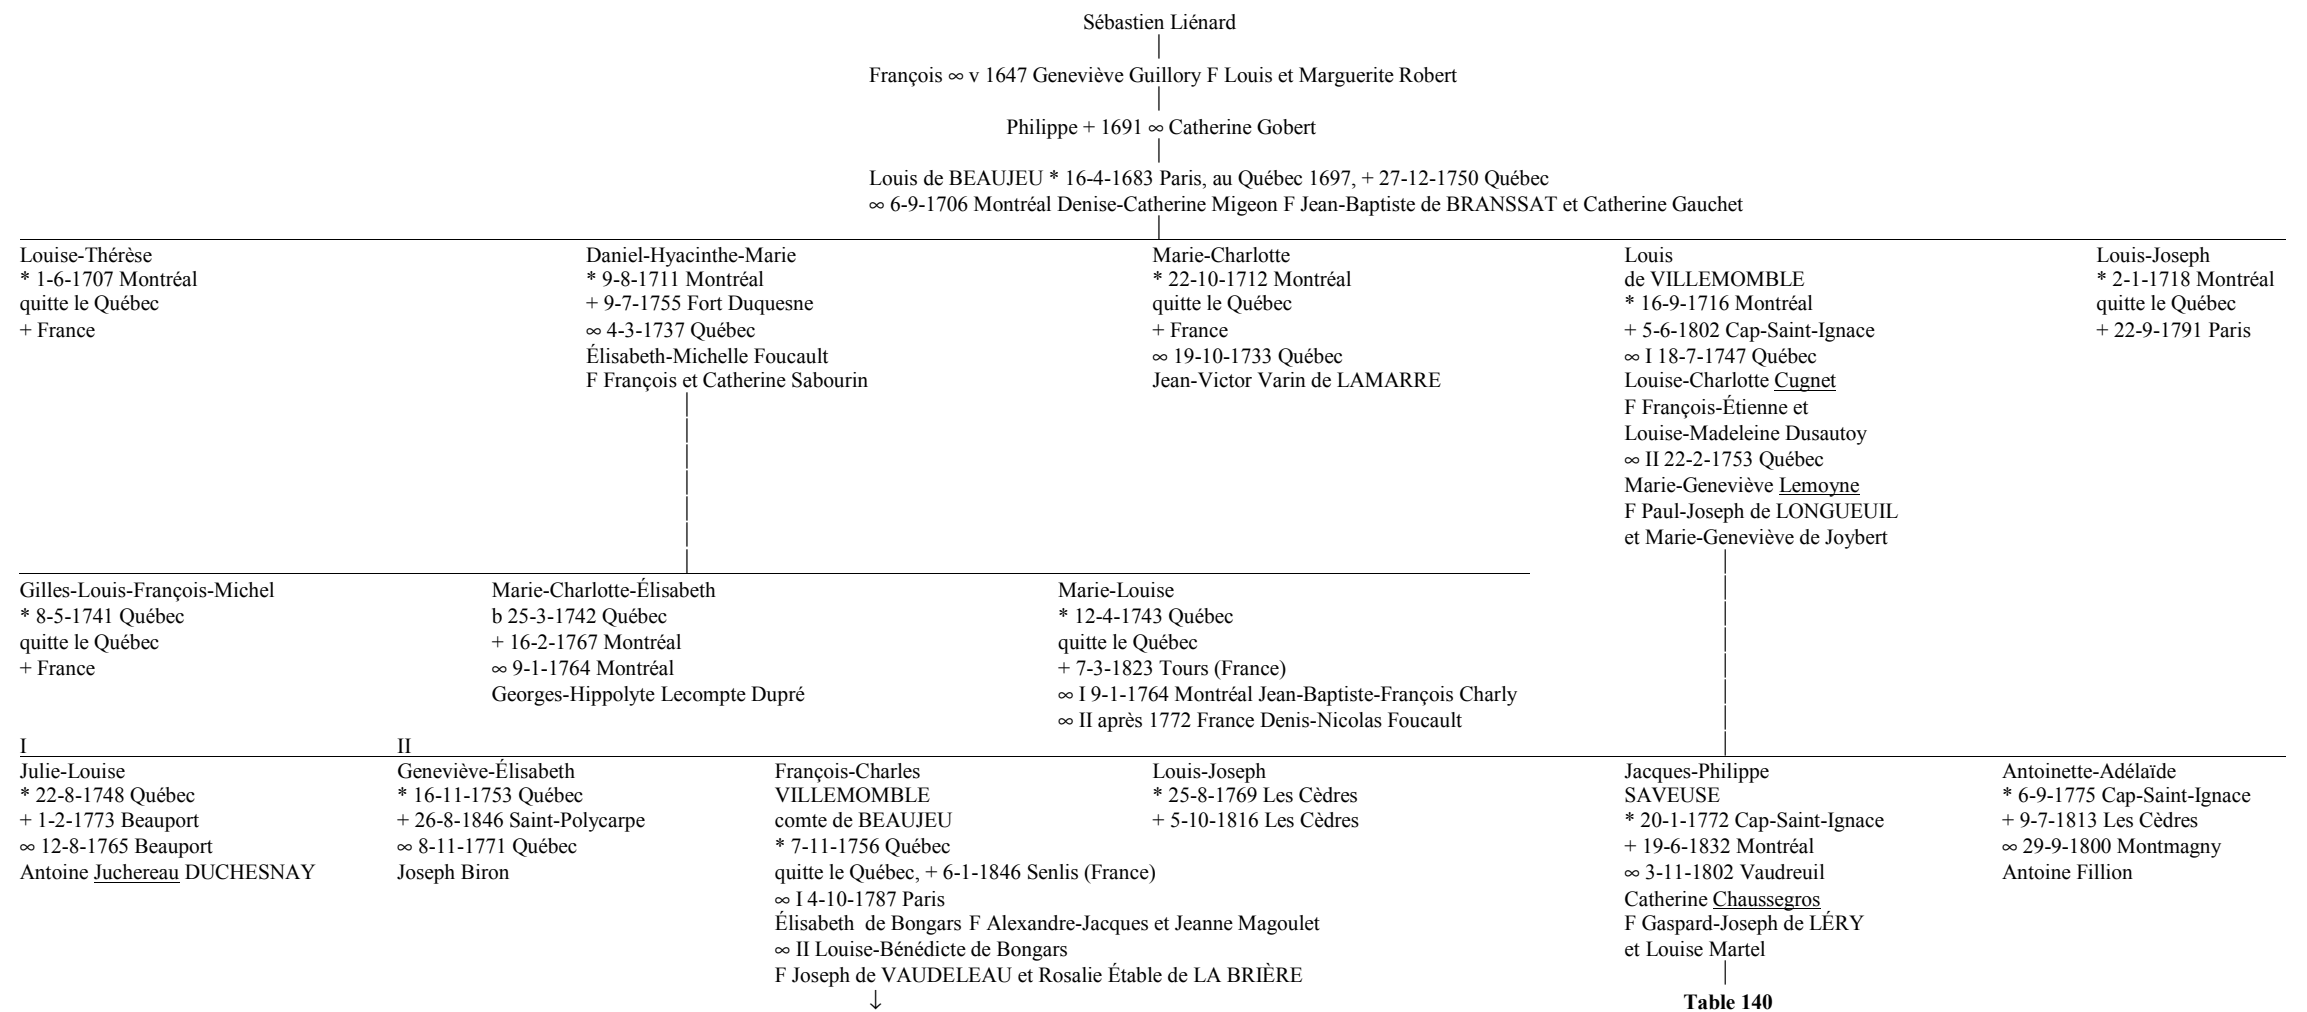 Sébastien Liénard
François ∞ v 1647 Geneviève Guillory F Louis et Marguerite Robert
Philippe + 1691 ∞ Catherine Gobert
Louis de BEAUJEU * 16-4-1683 Paris, au Québec 1697, + 27-12-1750 Québec
∞ 6-9-1706 Montréal Denise-Catherine Migeon F Jean-Baptiste de BRANSSAT et Catherine Gauchet
Louise-Thérèse
* 1-6-1707 Montréal
quitte le Québec
+ France
Daniel-Hyacinthe-Marie
* 9-8-1711 Montréal
+ 9-7-1755 Fort Duquesne
∞ 4-3-1737 Québec
Élisabeth-Michelle Foucault
F François et Catherine Sabourin
Marie-Charlotte
* 22-10-1712 Montréal
quitte le Québec
+ France
∞ 19-10-1733 Québec
Jean-Victor Varin de LAMARRE
Louis
de VILLEMOMBLE
* 16-9-1716 Montréal
+ 5-6-1802 Cap-Saint-Ignace
∞ I 18-7-1747 Québec
Louise-Charlotte Cugnet
F François-Étienne et
Louise-Madeleine Dusautoy
∞ II 22-2-1753 Québec
Marie-Geneviève Lemoyne
F Paul-Joseph de LONGUEUIL
et Marie-Geneviève de Joybert
Louis-Joseph
* 2-1-1718 Montréal
quitte le Québec
+ 22-9-1791 Paris
Gilles-Louis-François-Michel
* 8-5-1741 Québec
quitte le Québec
+ France
Marie-Charlotte-Élisabeth
b 25-3-1742 Québec
+ 16-2-1767 Montréal
∞ 9-1-1764 Montréal
Georges-Hippolyte Lecompte Dupré
Marie-Louise
* 12-4-1743 Québec
quitte le Québec
+ 7-3-1823 Tours (France)
∞ I 9-1-1764 Montréal Jean-Baptiste-François Charly
∞ II après 1772 France Denis-Nicolas Foucault
I
Julie-Louise
* 22-8-1748 Québec
+ 1-2-1773 Beauport
∞ 12-8-1765 Beauport
Antoine Juchereau DUCHESNAY
II
Geneviève-Élisabeth
* 16-11-1753 Québec
+ 26-8-1846 Saint-Polycarpe
∞ 8-11-1771 Québec
Joseph Biron
François-Charles
VILLEMOMBLE
comte de BEAUJEU
* 7-11-1756 Québec
quitte le Québec, + 6-1-1846 Senlis (France)
∞ I 4-10-1787 Paris
Élisabeth de Bongars F Alexandre-Jacques et Jeanne Magoulet
∞ II Louise-Bénédicte de Bongars
F Joseph de VAUDELEAU et Rosalie Étable de LA BRIÈRE
↓
Louis-Joseph
* 25-8-1769 Les Cèdres
+ 5-10-1816 Les Cèdres
Jacques-Philippe
SAVEUSE
* 20-1-1772 Cap-Saint-Ignace
+ 19-6-1832 Montréal
∞ 3-11-1802 Vaudreuil
Catherine Chaussegros
F Gaspard-Joseph de LÉRY
et Louise Martel
Table 140
Antoinette-Adélaïde
* 6-9-1775 Cap-Saint-Ignace
+ 9-7-1813 Les Cèdres
∞ 29-9-1800 Montmagny
Antoine Fillion